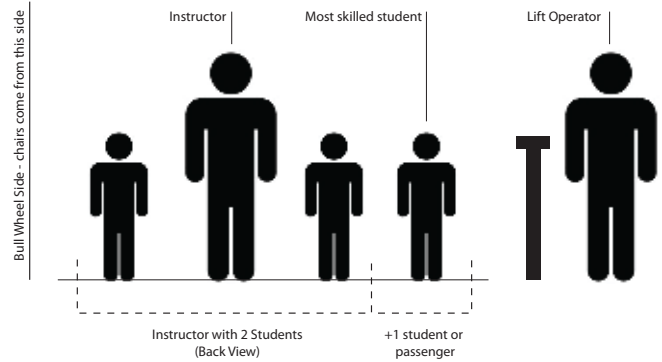 Instructor
Most skilled student
Lift Operator
Bull Wheel Side - chairs come from this side
Instructor with 2 Students
(Back View)
+1 student or
passenger